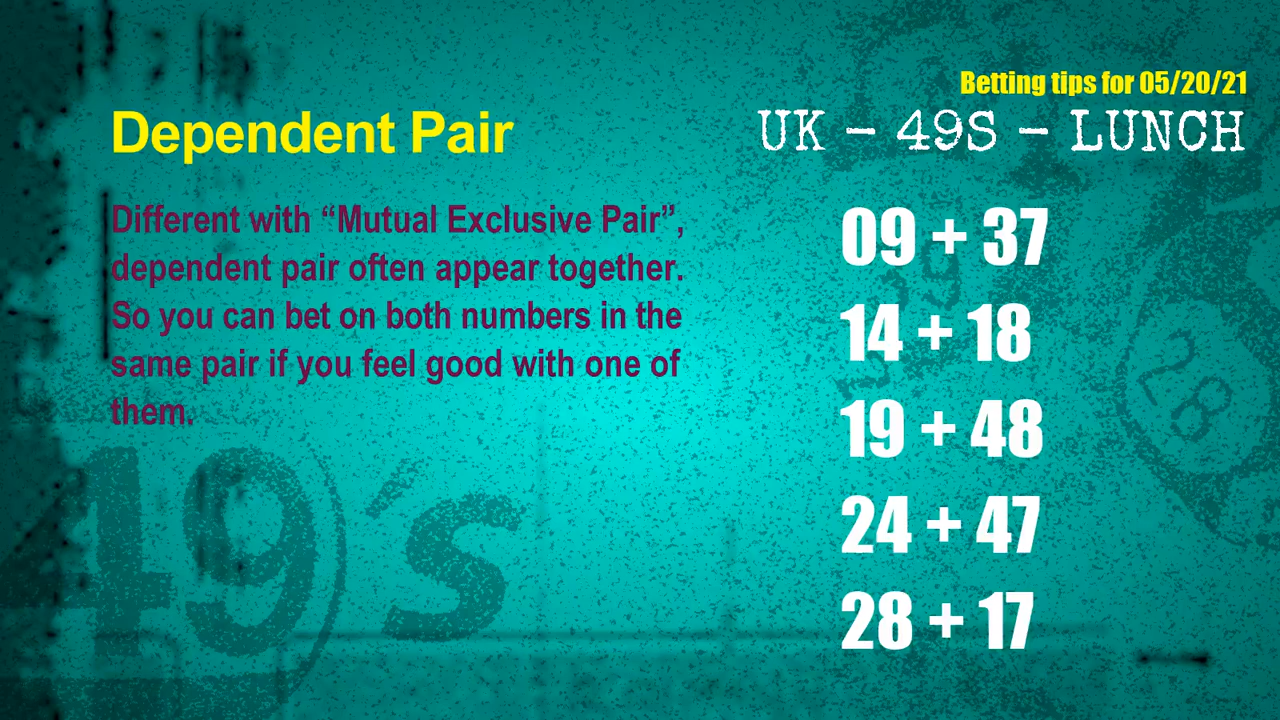 Betting tips for 05/20/21
UK - 49S - LUNCH
Dependent Pair
Different with “Mutual Exclusive Pair”,
dependent pair often appear together.
So you can bet on both numbers in the
same pair if you feel good with one of
them.
09 + 37
14 + 18
19 + 48
24 + 47
28 + 17
49's
28